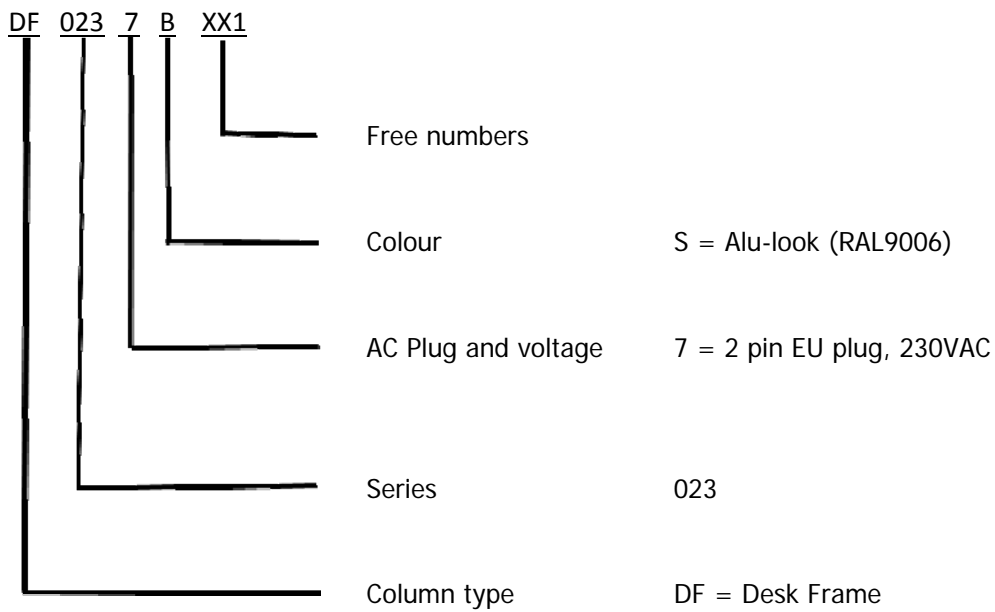 DF 023 7 B XX1
Free numbers
Colour S = Alu-look (RAL9006)
AC Plug and voltage 7 = 2 pin EU plug, 230VAC
Series 023
Column type DF = Desk Frame